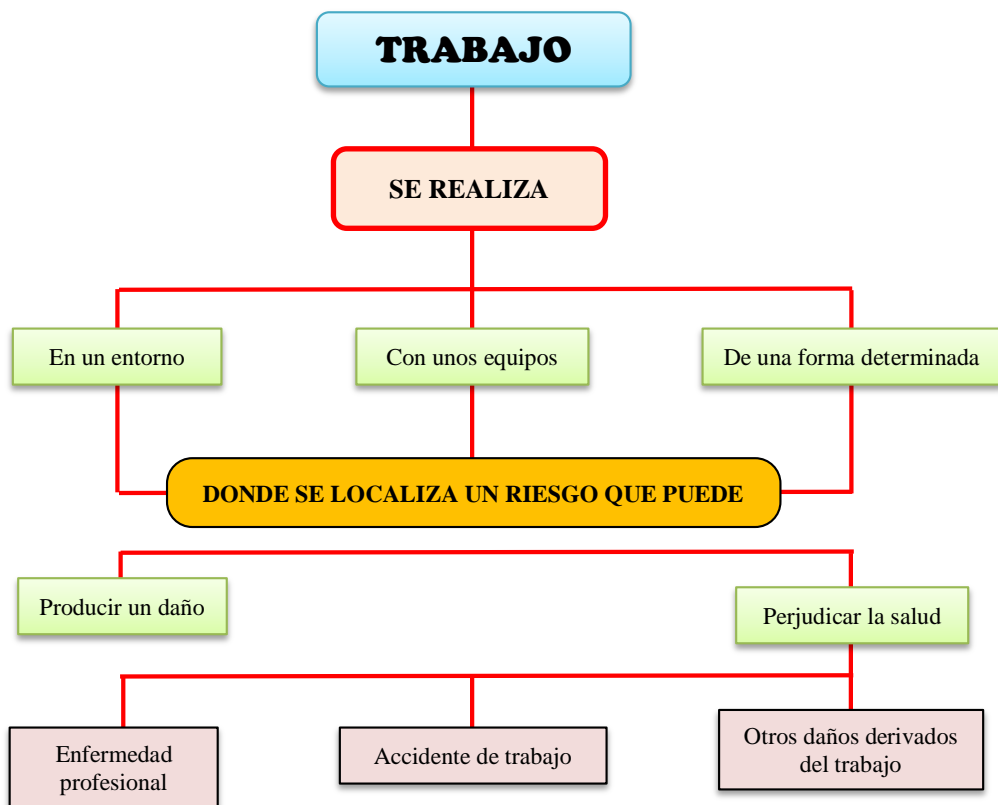 TRABAJO
SE REALIZA
En un entorno
Con unos equipos
De una forma determinada
DONDE SE LOCALIZA UN RIESGO QUE PUEDE
Producir un daño
Perjudicar la salud
Enfermedad
profesional
Accidente de trabajo
Otros daños derivados
del trabajo